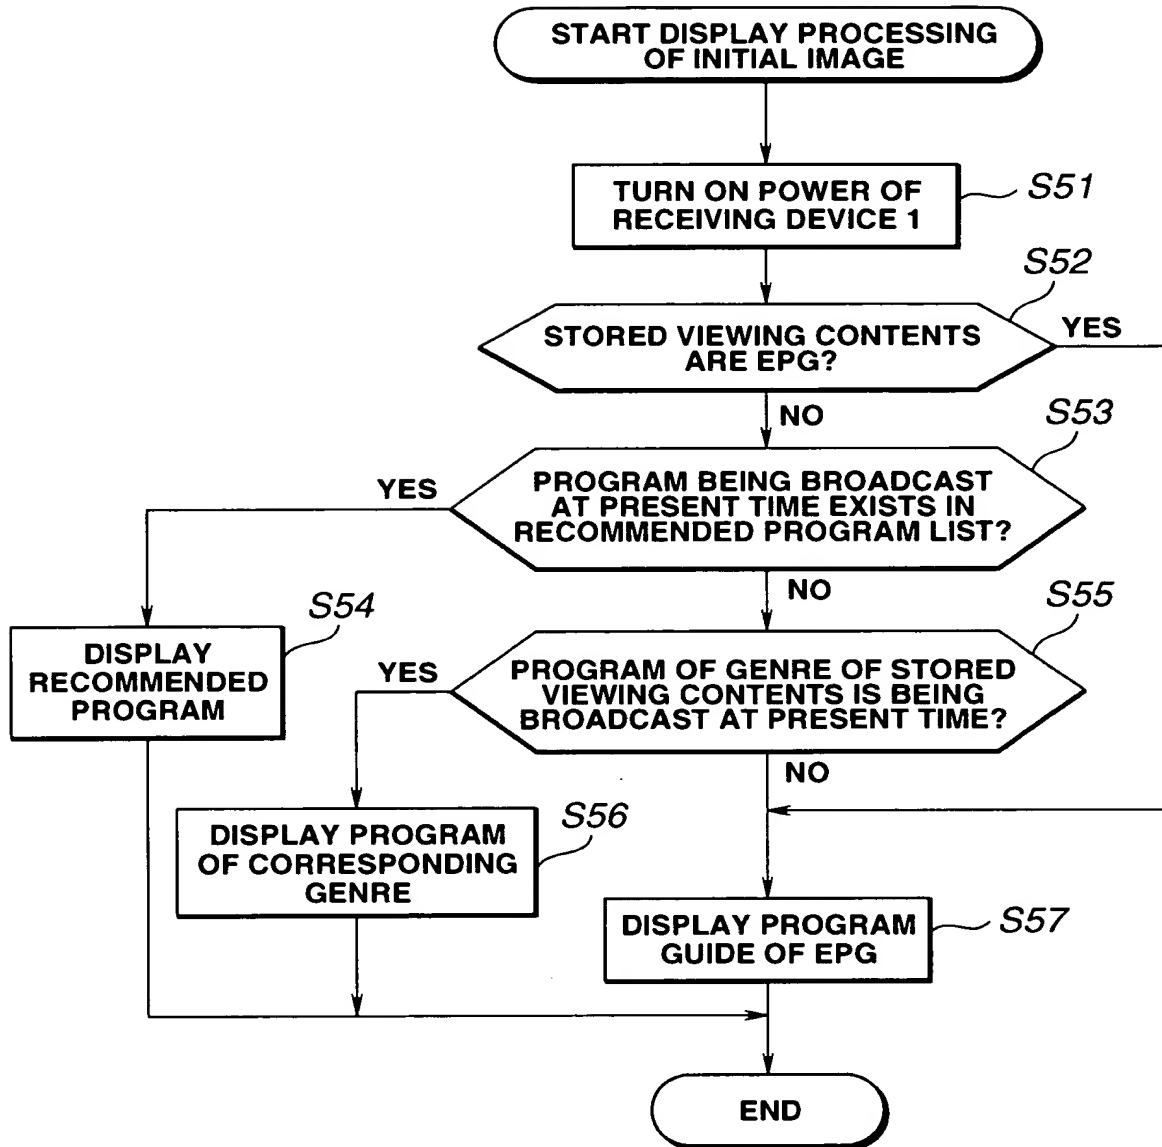 START DISPLAY PROCESSING
OF INITIAL IMAGE
TURN ON POWER OF
RECEIVING DEVICE 1
S51
S52
STORED VIEWING CONTENTS
ARE EPG?
YES
NO
S53
PROGRAM BEING BROADCAST
AT PRESENT TIME EXISTS IN
RECOMMENDED PROGRAM LIST?
YES
NO
S54
DISPLAY
RECOMMENDED
PROGRAM
S55
PROGRAM OF GENRE OF STORED
VIEWING CONTENTS IS BEING
BROADCAST AT PRESENT TIME?
YES
NO
S56
DISPLAY PROGRAM
OF CORRESPONDING
GENRE
S57
DISPLAY PROGRAM
GUIDE OF EPG
END